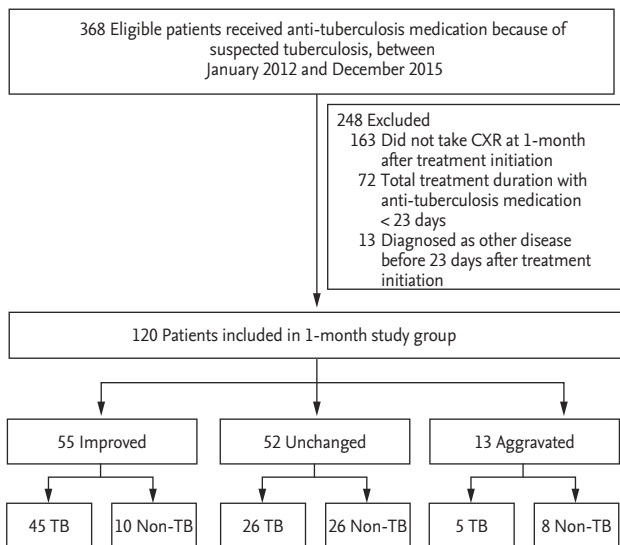 368 Eligible patients received anti-tuberculosis medication because of
suspected tuberculosis, between
January 2012 and December 2015
248 Excluded
163 Did not take CXR at 1-month
after treatment initiation
72 Total treatment duration with
anti-tuberculosis medication
< 23 days
13 Diagnosed as other disease
before 23 days after treatment
initiation
120 Patients included in 1-month study group
55 Improved
52 Unchanged
13 Aggravated
45 TB
10 Non-TB
26 TB
26 Non-TB
5 TB
8 Non-TB